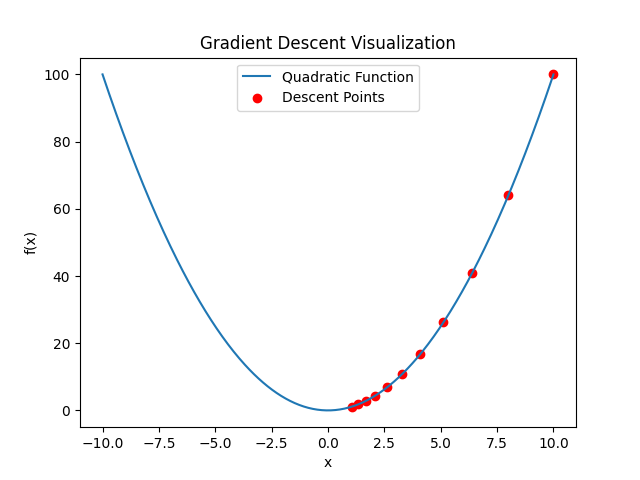 Gradient Descent Visualization
Quadratic Function
Descent Points
100
80
60
40
20
0
f(x)
−10.0 −7.5 −5.0 −2.5 0.0 2.5 5.0 7.5 10.0
x